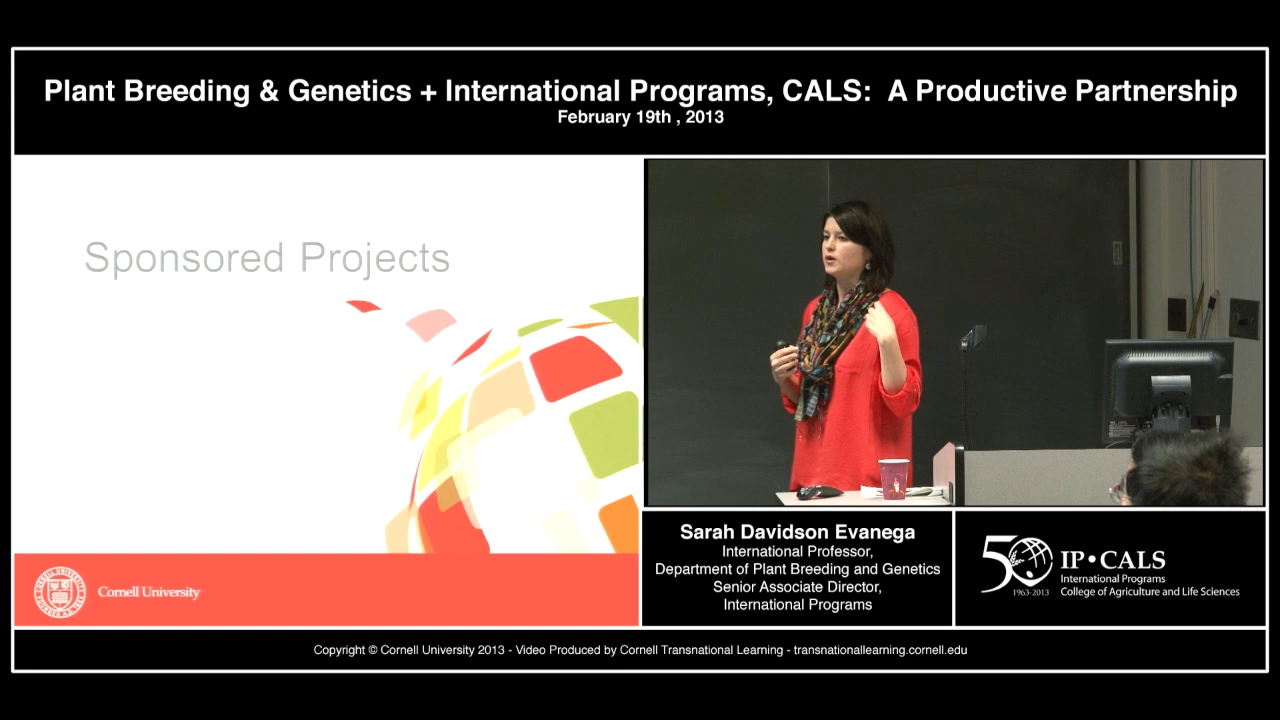 Plant Breeding & Genetics + International Programs, CALS: A Productive Partnership
February 19th , 2013
Sponsored Projects
Cornell University
Sarah Davidson Evanega
International Professor,
Department of Plant Breeding and Genetics
Senior Associate Director,
International Programs
50
1963-2013
IP•CALS
International Programs
College of Agriculture and Life Sciences
Copyright © Cornell University 2013 - Video Produced by Cornell Transnational Learning - transnationallearning.cornell.edu